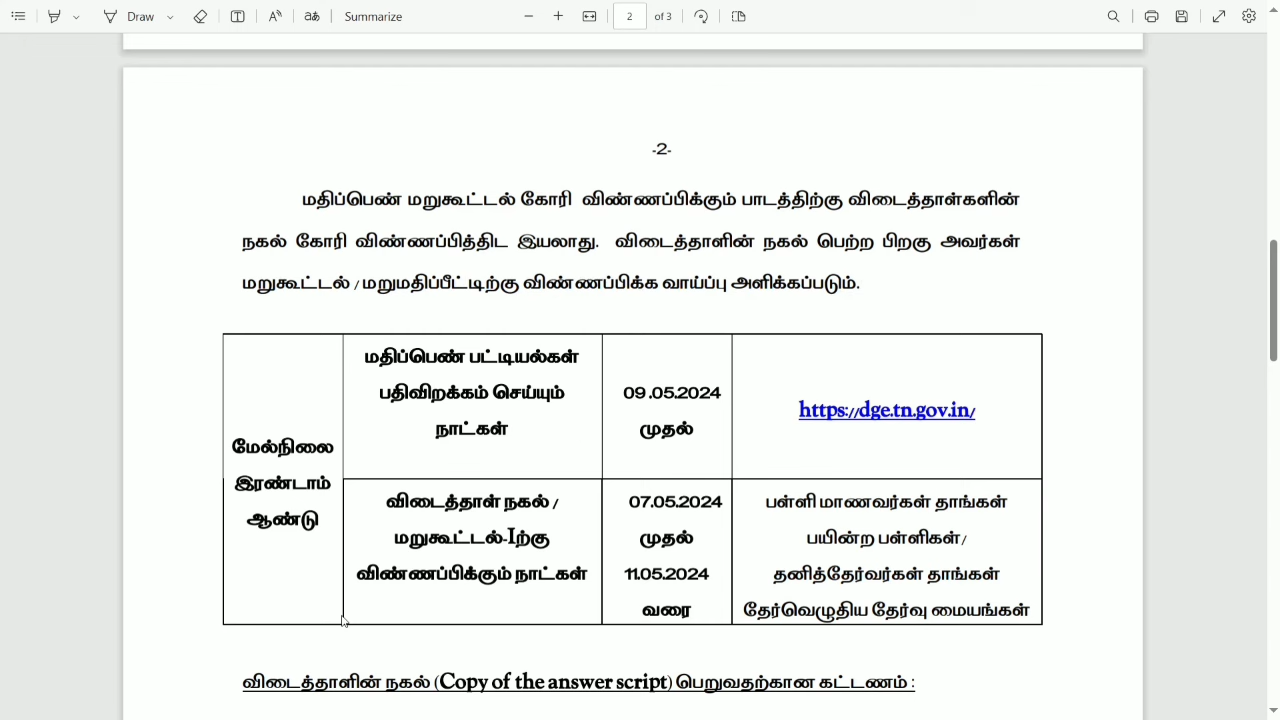 Draw
Summarize
2 of 3
-2-
மதிப்பெண் மறுகூட்டல் கோரி விண்ணப்பிக்கும் பாடத்திற்கு விடைத்தாள்களின்
நகல் கோரி விண்ணப்பித்திட இயலாது. விடைத்தாளின் நகல் பெற்ற பிறகு அவர்கள்
மறுகூட்டல் / மறுமதிப்பீட்டிற்கு விண்ணப்பிக்க வாய்ப்பு அளிக்கப்படும்.
மேல்நிலை
இரண்டாம்
ஆண்டு
மதிப்பெண் பட்டியல்கள்
பதிவிறக்கம் செய்யும்
நாட்கள்
09.05.2024
முதல்
https://dge.tn.gov.in/
விடைத்தாள் நகல் /
மறுகூட்டல்-Iற்கு
விண்ணப்பிக்கும் நாட்கள்
07.05.2024
முதல்
11.05.2024
வரை
பள்ளி மாணவர்கள் தாங்கள்
பயின்ற பள்ளிகள்/
தனித்தேர்வர்கள் தாங்கள்
தேர்வெழுதிய தேர்வு மையங்கள்
விடைத்தாளின் நகல் (Copy of the answer script) பெறுவதற்கான கட்டணம் :